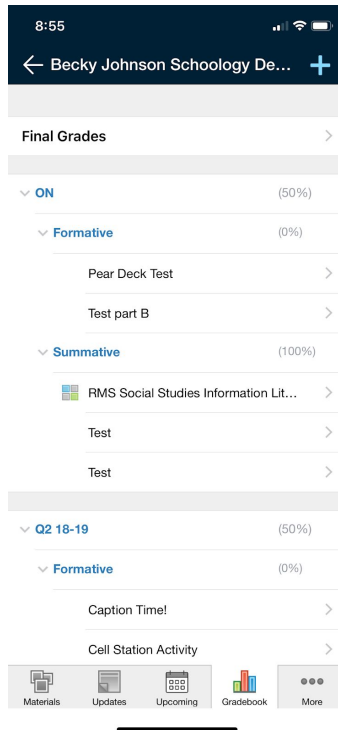 8:55
Becky Johnson Schoology De...
Final Grades
ON (50%)
Formative (0%)
Pear Deck Test
Test part B
Summative (100%)
RMS Social Studies Information Lit...
Test
Test
Q2 18-19 (50%)
Formative (0%)
Caption Time!
Cell Station Activity
Materials Updates Upcoming Gradebook More